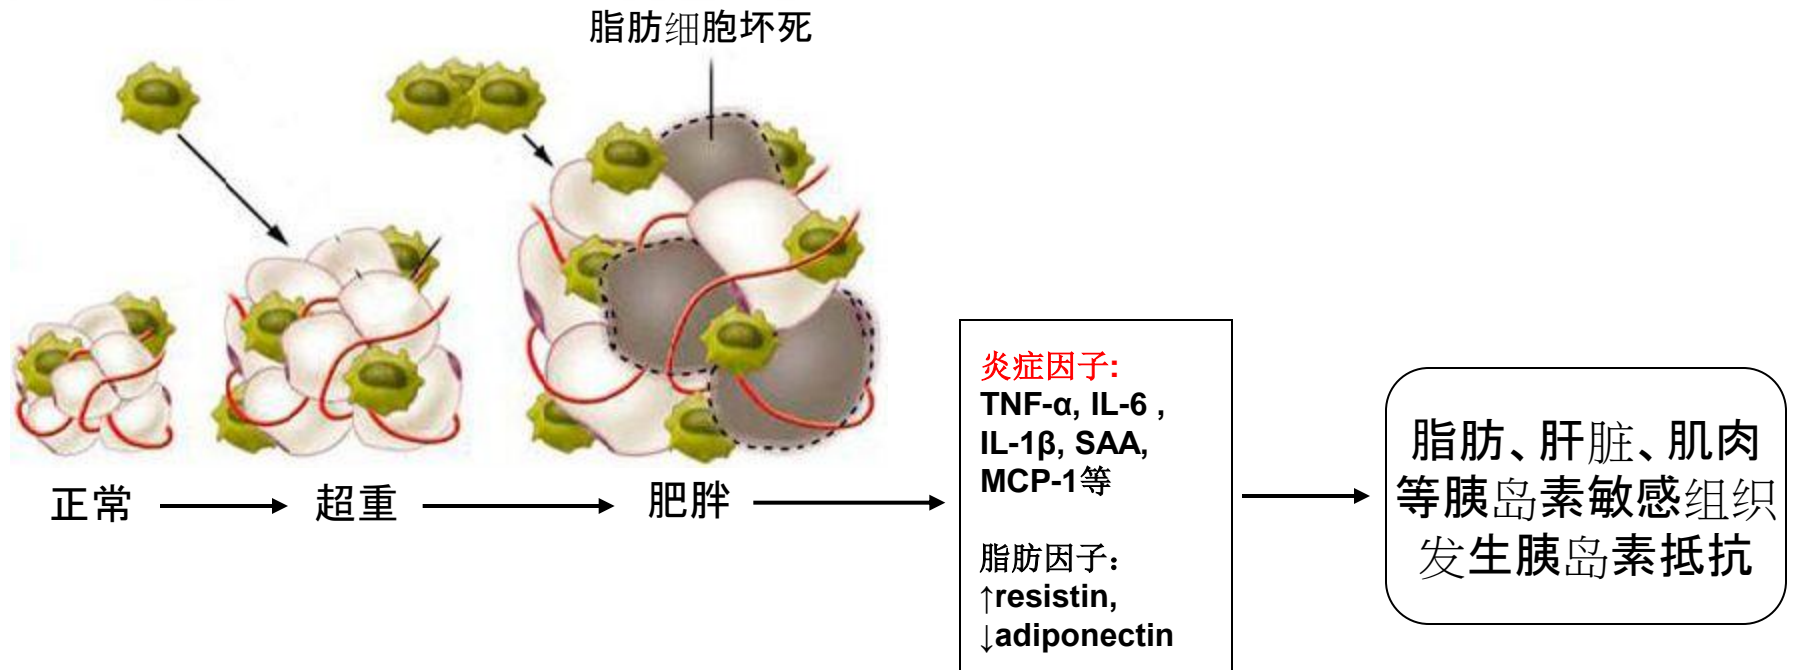 脂肪细胞坏死
正常
超重
肥胖
炎症因子:
TNF-α, IL-6 ,
IL-1β, SAA,
MCP-1等
脂肪因子：
↑resistin,
↓adiponectin
脂肪、肝脏、肌肉
等胰岛素敏感组织
发生胰岛素抵抗